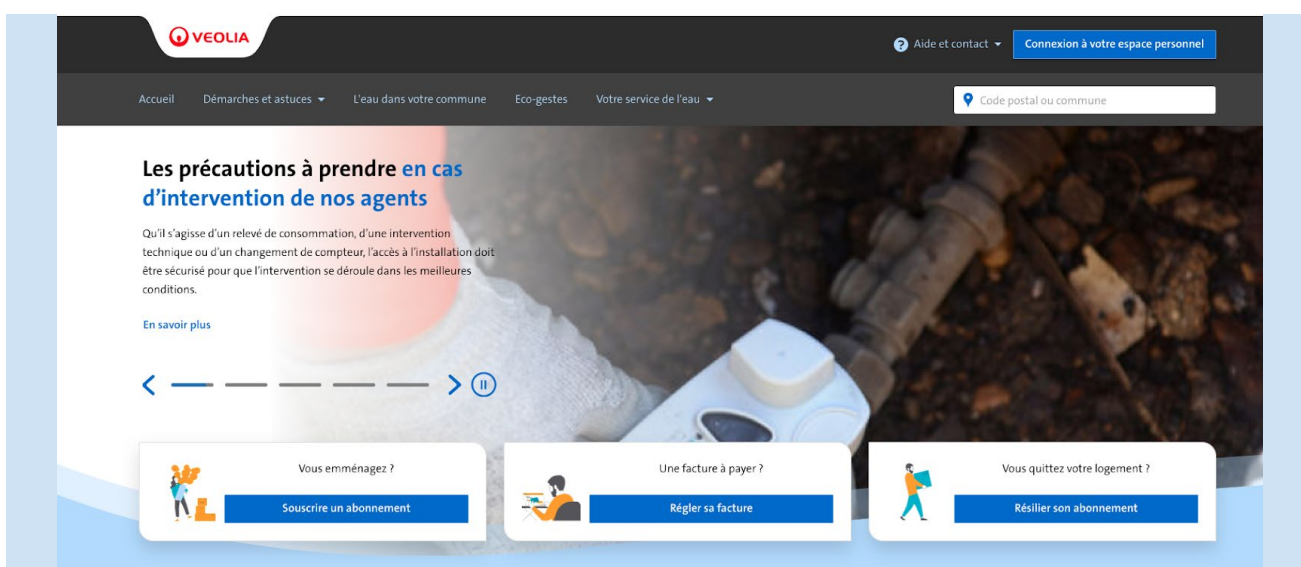 VEOLIA
Aide et contact
Connexion à votre espace personnel
Accueil
Démarches et astuces
L'eau dans votre commune
Eco-gestes
Votre service de l'eau
Code postal ou commune
Les précautions à prendre en cas
d'intervention de nos agents
Qu'il s'agisse d'un relevé de consommation, d'une intervention
technique ou d'un changement de compteur, l'accès à l'installation doit
être sécurisé pour que l'intervention se déroule dans les meilleures
conditions.
En savoir plus
Vous emménagez ?
Souscrire un abonnement
Une facture à payer ?
Régler sa facture
Vous quittez votre logement ?
Résilier son abonnement